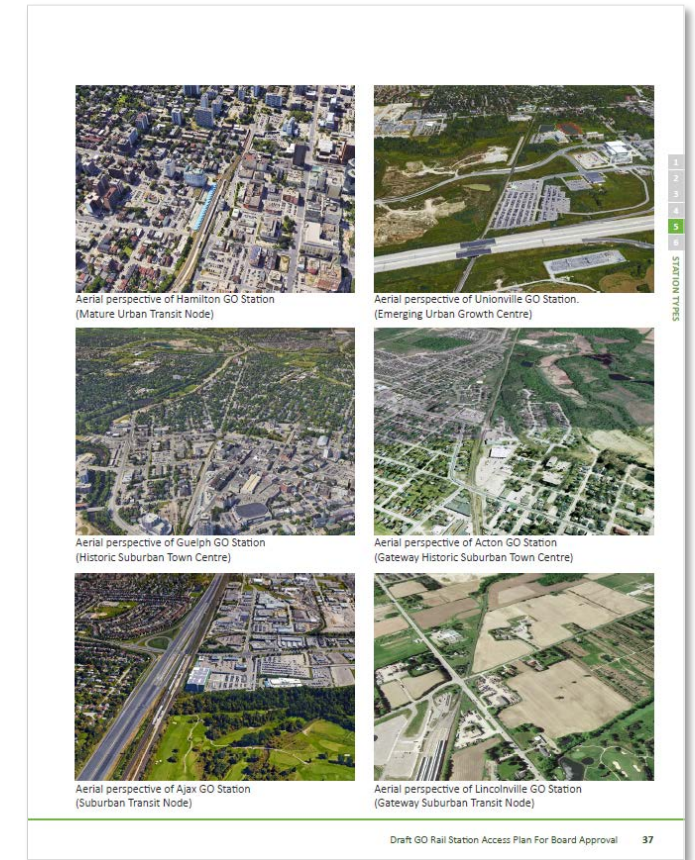 Aerial perspective of Hamilton GO Station
(Mature Urban Transit Node)
Aerial perspective of Unionville GO Station.
(Emerging Urban Growth Centre)
Aerial perspective of Guelph GO Station
(Historic Suburban Town Centre)
Aerial perspective of Acton GO Station
(Gateway Historic Suburban Town Centre)
Aerial perspective of Ajax GO Station
(Suburban Transit Node)
Aerial perspective of Lincolnville GO Station
(Gateway Suburban Transit Node)
1
2
3
4
5
6
STATION TYPES
Draft GO Rail Station Access Plan For Board Approval 37